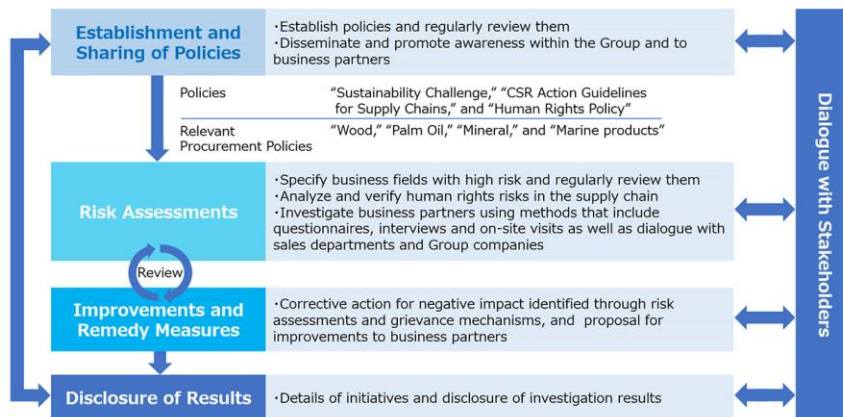 Establishment and
Sharing of Policies
・Establish policies and regularly review them
・Disseminate and promote awareness within the Group and to
business partners
Policies
“Sustainability Challenge,” “CSR Action Guidelines
for Supply Chains,” and “Human Rights Policy”
Relevant
Procurement Policies
“Wood,” “Palm Oil,” “Mineral,” and “Marine products”
Risk Assessments
・Specify business fields with high risk and regularly review them
・Analyze and verify human rights risks in the supply chain
・Investigate business partners using methods that include
questionnaires, interviews and on-site visits as well as dialogue with
sales departments and Group companies
Review
Improvements and
Remedy Measures
・Corrective action for negative impact identified through risk
assessments and grievance mechanisms, and proposal for
improvements to business partners
Disclosure of Results
・Details of initiatives and disclosure of investigation results
Dialogue with Stakeholders